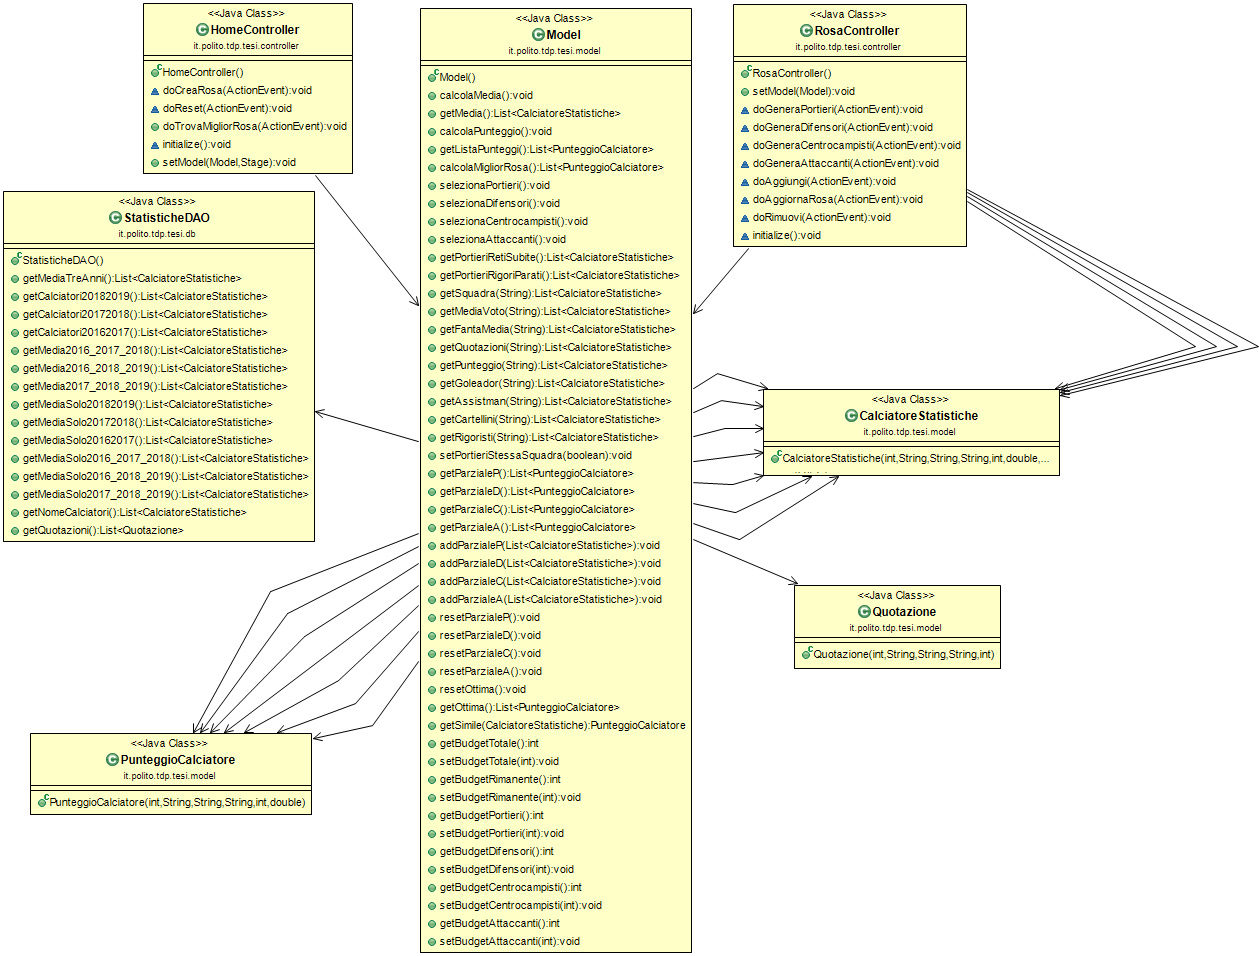 <<Java Class>>
HomeController
it.polito.tdp.tesi.controller
HomeController()
doCreaRosa(ActionEvent):void
doReset(ActionEvent):void
doTrovaMigliorRosa(ActionEvent):void
initialize():void
setModel(Model,Stage):void
<<Java Class>>
StatisticheDAO
it.polito.tdp.tesi.db
StatisticheDAO()
getMediaTreAnni():List<CalciatoreStatistiche>
getCalciatori20182019():List<CalciatoreStatistiche>
getCalciatori20172018():List<CalciatoreStatistiche>
getCalciatori20162017():List<CalciatoreStatistiche>
getMedia2016_2017_2018():List<CalciatoreStatistiche>
getMedia2016_2018_2019():List<CalciatoreStatistiche>
getMedia2017_2018_2019():List<CalciatoreStatistiche>
getMediaSolo20182019():List<CalciatoreStatistiche>
getMediaSolo20172018():List<CalciatoreStatistiche>
getMediaSolo20162017():List<CalciatoreStatistiche>
getMediaSolo2016_2017_2018():List<CalciatoreStatistiche>
getMediaSolo2016_2018_2019():List<CalciatoreStatistiche>
getMediaSolo2017_2018_2019():List<CalciatoreStatistiche>
getNomeCalciatori():List<CalciatoreStatistiche>
getQuotazioni():List<Quotazione>
<<Java Class>>
PunteggioCalciatore
it.polito.tdp.tesi.model
PunteggioCalciatore(int,String,String,String,int,double)
<<Java Class>>
Model
it.polito.tdp.tesi.model
Model()
calcolaMedia():void
getMedia():List<CalciatoreStatistiche>
calcolaPunteggio():void
getListaPunteggi():List<PunteggioCalciatore>
calcolaMigliorRosa():List<PunteggioCalciatore>
selezionaPortieri():void
selezionaDifensori():void
selezionaCentrocampisti():void
selezionaAttaccanti():void
getPortieriRetiSubite():List<CalciatoreStatistiche>
getPortieriRigoriParati():List<CalciatoreStatistiche>
getSquadra(String):List<CalciatoreStatistiche>
getMediaVoto(String):List<CalciatoreStatistiche>
getFantaMedia(String):List<CalciatoreStatistiche>
getQuotazioni(String):List<CalciatoreStatistiche>
getPunteggio(String):List<CalciatoreStatistiche>
getGoleador(String):List<CalciatoreStatistiche>
getAssistman(String):List<CalciatoreStatistiche>
getCartellini(String):List<CalciatoreStatistiche>
getRigoristi(String):List<CalciatoreStatistiche>
setPortieriStessaSquadra(boolean):void
getParzialeP():List<PunteggioCalciatore>
getParzialeD():List<PunteggioCalciatore>
getParzialeC():List<PunteggioCalciatore>
getParzialeA():List<PunteggioCalciatore>
addParzialeP(List<CalciatoreStatistiche>):void
addParzialeD(List<CalciatoreStatistiche>):void
addParzialeC(List<CalciatoreStatistiche>):void
addParzialeA(List<CalciatoreStatistiche>):void
resetParzialeP():void
resetParzialeD():void
resetParzialeC():void
resetParzialeA():void
resetOttima():void
getOttima():List<PunteggioCalciatore>
getSimile(CalciatoreStatistiche):PunteggioCalciatore
getBudgetTotale():int
setBudgetTotale(int):void
getBudgetRimanente():int
setBudgetRimanente(int):void
getBudgetPortieri():int
setBudgetPortieri(int):void
getBudgetDifensori():int
setBudgetDifensori(int):void
getBudgetCentrocampisti():int
setBudgetCentrocampisti(int):void
getBudgetAttaccanti():int
setBudgetAttaccanti(int):void
<<Java Class>>
RosaController
it.polito.tdp.tesi.controller
RosaController()
setModel(Model):void
doGeneraPortieri(ActionEvent):void
doGeneraDifensori(ActionEvent):void
doGeneraCentrocampisti(ActionEvent):void
doGeneraAttaccanti(ActionEvent):void
doAggiungi(ActionEvent):void
doAggiornaRosa(ActionEvent):void
doRimuovi(ActionEvent):void
initialize():void
<<Java Class>>
CalciatoreStatistiche
it.polito.tdp.tesi.model
CalciatoreStatistiche(int,String,String,String,int,double,...
<<Java Class>>
Quotazione
it.polito.tdp.tesi.model
Quotazione(int,String,String,String,int)